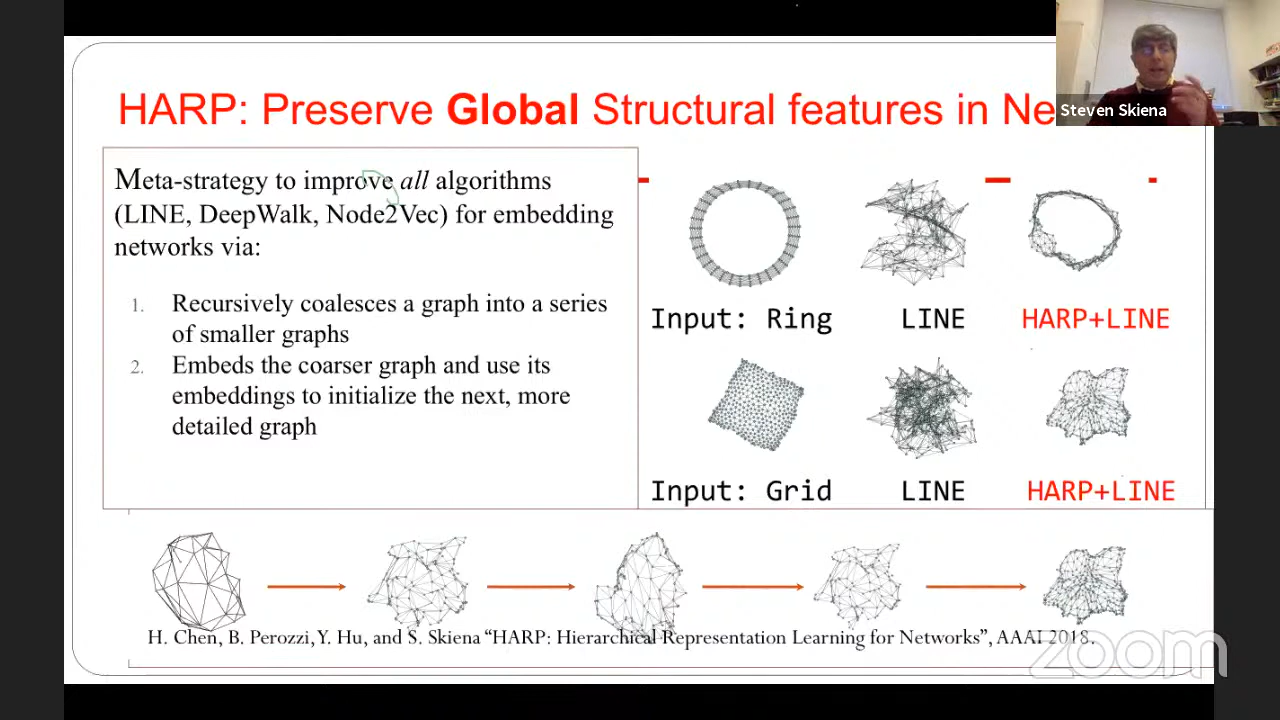 HARP: Preserve Global Structural features in Ne
Steven Skiena
Meta-strategy to improve all algorithms
(LINE, DeepWalk, Node2Vec) for embedding
networks via:
1. Recursively coalesces a graph into a series
of smaller graphs
2. Embeds the coarser graph and use its
embeddings to initialize the next, more
detailed graph
Input: Ring LINE HARP+LINE
Input: Grid LINE HARP+LINE
H. Chen, B. Perozzi, Y. Hu, and S. Skiena “HARP: Hierarchical Representation Learning for Networks”, AAAI 2018.
zoom